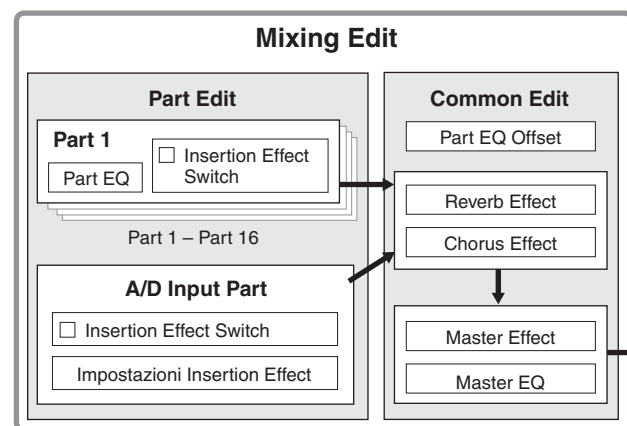 Mixing Edit
Part Edit
Part 1
Part EQ
Insertion Effect
Switch
Part 1 – Part 16
A/D Input Part
Insertion Effect Switch
Impostazioni Insertion Effect
Common Edit
Part EQ Offset
Reverb Effect
Chorus Effect
Master Effect
Master EQ